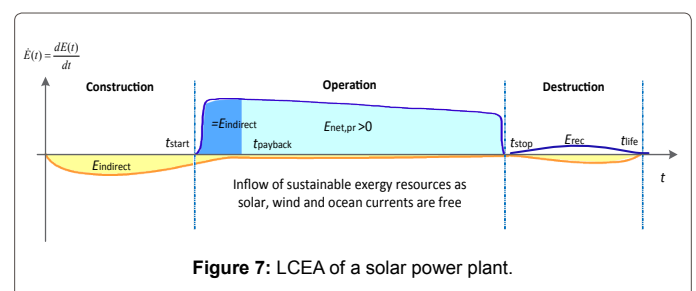 Ė(t) = dE(t)/dt
Construction
Operation
Destruction
=Eindirect
Enet,pr >0
tstart
tpayback
tstop
Erec
tlife
Eindirect
t
Inflow of sustainable exergy resources as
solar, wind and ocean currents are free
Figure 7: LCEA of a solar power plant.